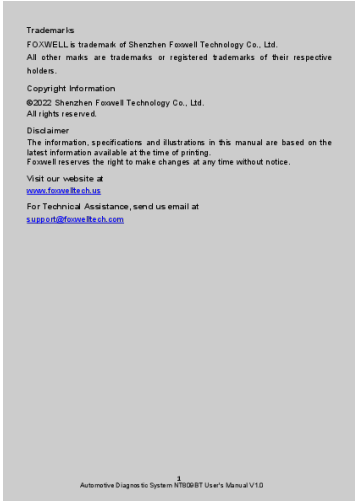 Trademarks
FOXWELL is trademark of Shenzhen Foxwell Technology Co., Ltd.
All other marks are trademarks or registered trademarks of their respective
holders.
Copyright Information
©2022 Shenzhen Foxwell Technology Co., Ltd.
All rights reserved.
Disclaimer
The information, specifications and illustrations in this manual are based on the
latest information available at the time of printing.
Foxwell reserves the right to make changes at any time without notice.
Visit our website at
www.foxwelltech.us
For Technical Assistance, send us email at
support@foxwelltech.com
1
Automotive Diagnostic System NT809BT User's Manual V1.0